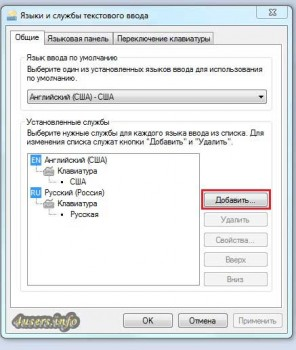 Языки и службы текстового ввода
Общие
Языковая панель
Переключение клавиатуры
Язык ввода по умолчанию
Выберите один из установленных языков ввода для использования
по умолчанию.
Английский (США) - США
Установленные службы
Выберите нужные службы для каждого языка ввода из списка. Для
изменения списка служат кнопки "Добавить" и "Удалить".
EN Английский (США)
Клавиатура
• США
RU Русский (Россия)
Клавиатура
• Русская
Добавить...
Удалить
Свойства...
Вверх
Вниз
4users.info
ОК
Отмена
Применить